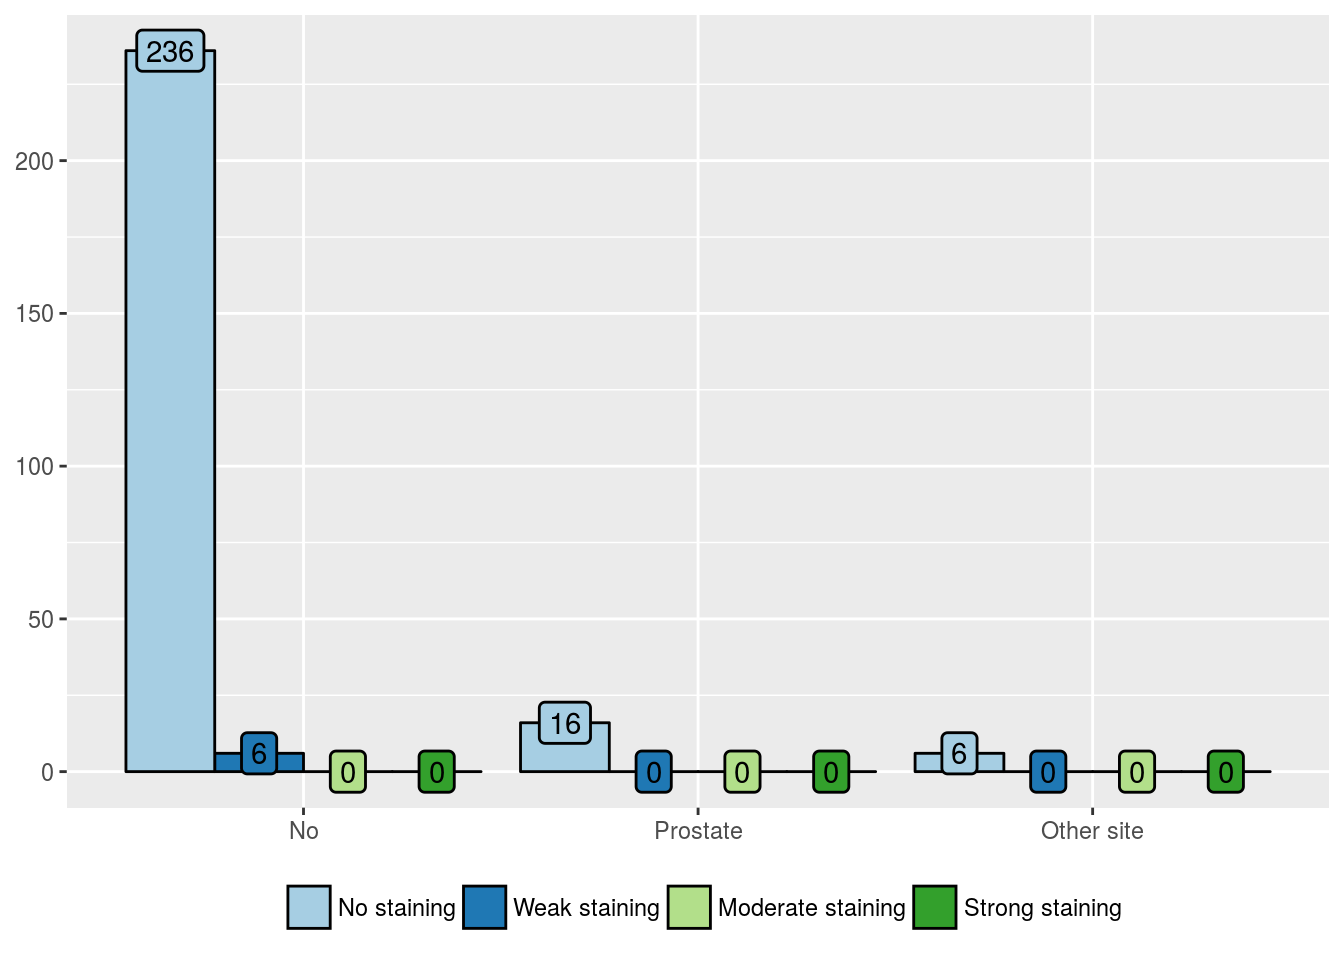 236
200
150
100
50
16
6
6
0
0
0
0
0
0
0
0
0
No
Prostate
Other site
No staining
Weak staining
Moderate staining
Strong staining